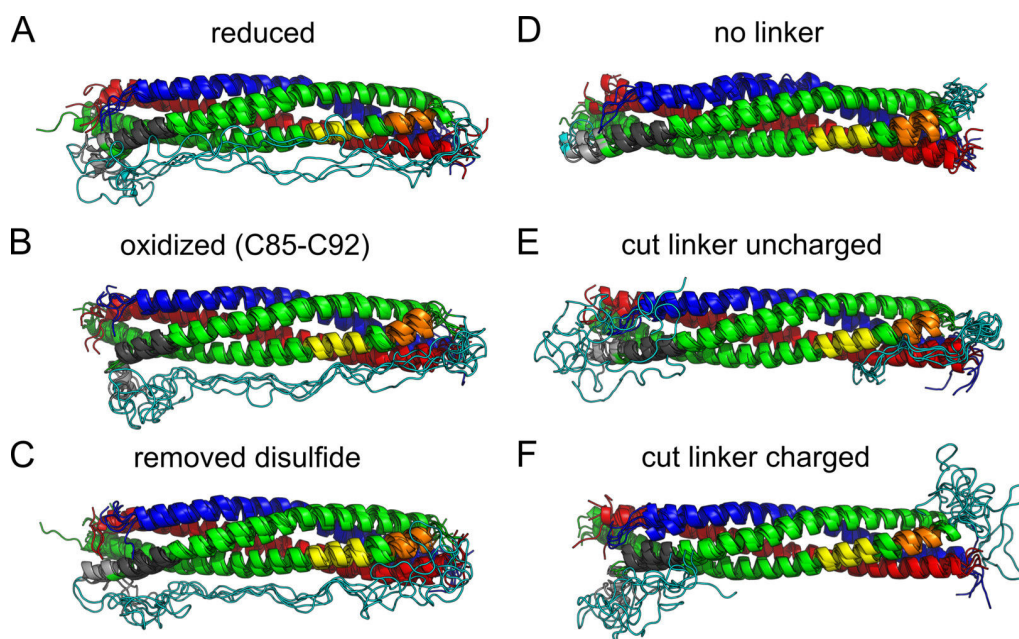 A reduced
B oxidized (C85-C92)
C removed disulfide
D no linker
E cut linker uncharged
F cut linker charged